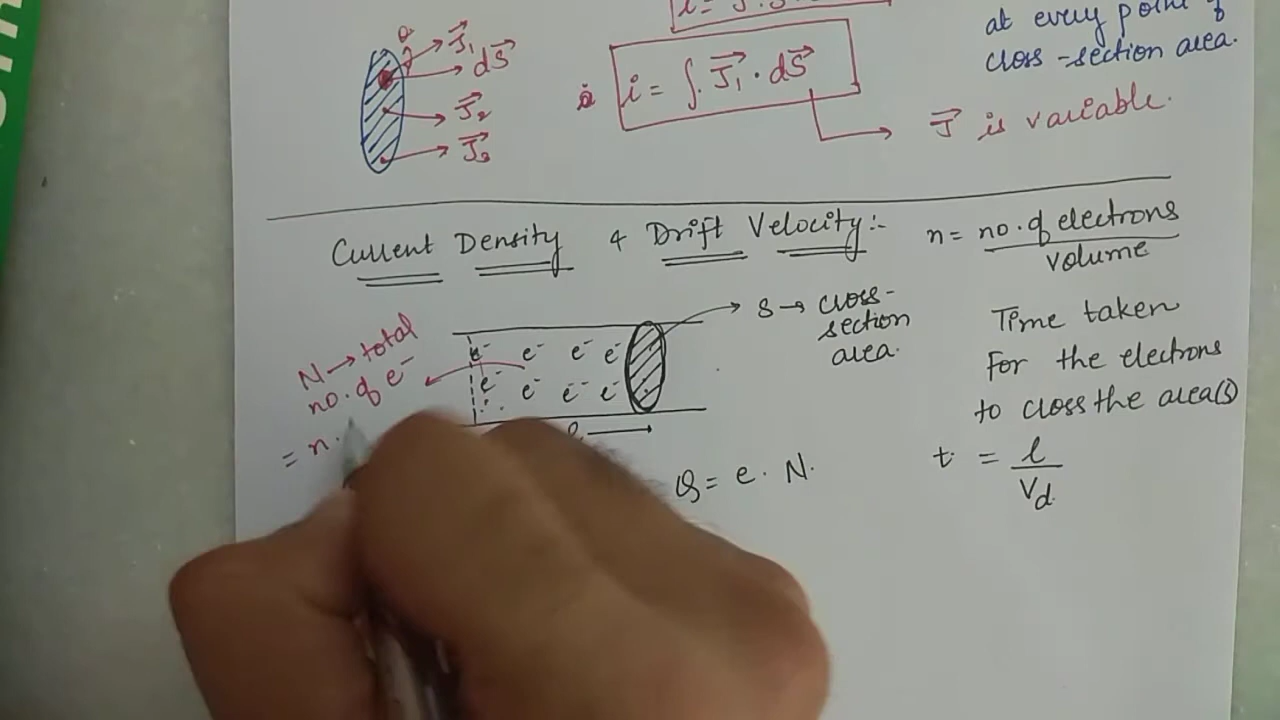 J⃗₁
dS⃗
J⃗₂
J⃗₃
i = ∫ J⃗₁ · dS⃗
at every point of
cross-section area.
J⃗ is variable.
Current Density & Drift Velocity :-
n = no. of electrons / volume
N → total
no. of e⁻
= n.
e⁻ e⁻ e⁻ e⁻
e⁻ e⁻ e⁻ e⁻
S → cross-
section
area.
Q = e. N.
Time taken
For the electrons
to cross the area(S)
t = l / Vd